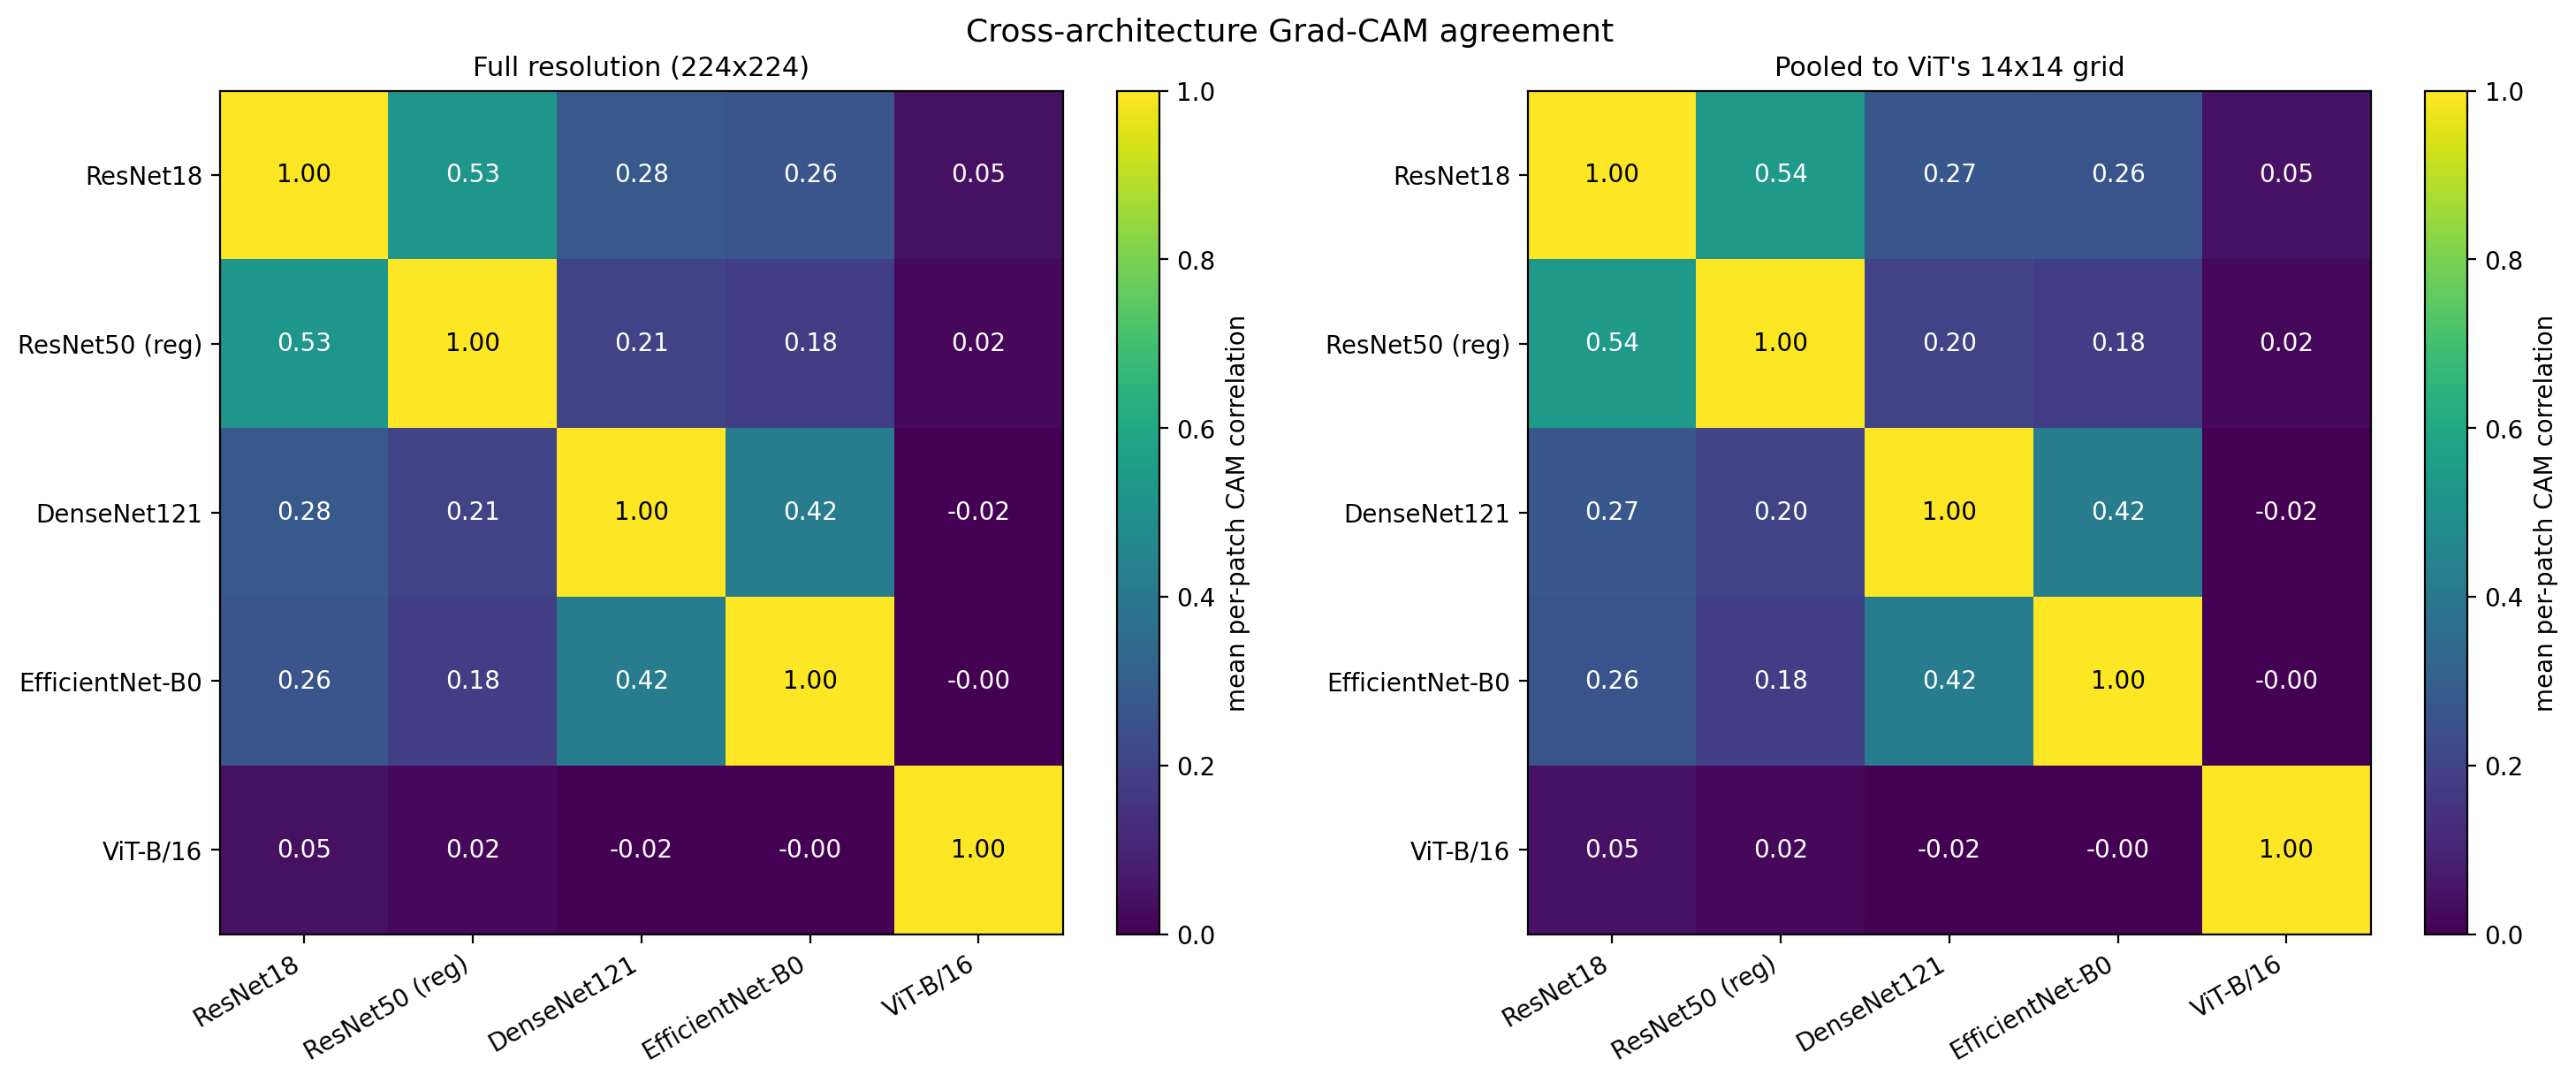 Cross-architecture Grad-CAM agreement
Full resolution (224x224)
ResNet18
1.00 0.53 0.28 0.26 0.05
ResNet50 (reg)
0.53 1.00 0.21 0.18 0.02
DenseNet121
0.28 0.21 1.00 0.42 -0.02
EfficientNet-B0
0.26 0.18 0.42 1.00 -0.00
ViT-B/16
0.05 0.02 -0.02 -0.00 1.00
ResNet18
ResNet50 (reg)
DenseNet121
EfficientNet-B0
ViT-B/16
1.0
0.8
0.6
0.4
0.2
0.0
mean per-patch CAM correlation
Pooled to ViT's 14x14 grid
ResNet18
1.00 0.54 0.27 0.26 0.05
ResNet50 (reg)
0.54 1.00 0.20 0.18 0.02
DenseNet121
0.27 0.20 1.00 0.42 -0.02
EfficientNet-B0
0.26 0.18 0.42 1.00 -0.00
ViT-B/16
0.05 0.02 -0.02 -0.00 1.00
ResNet18
ResNet50 (reg)
DenseNet121
EfficientNet-B0
ViT-B/16
1.0
0.8
0.6
0.4
0.2
0.0
mean per-patch CAM correlation